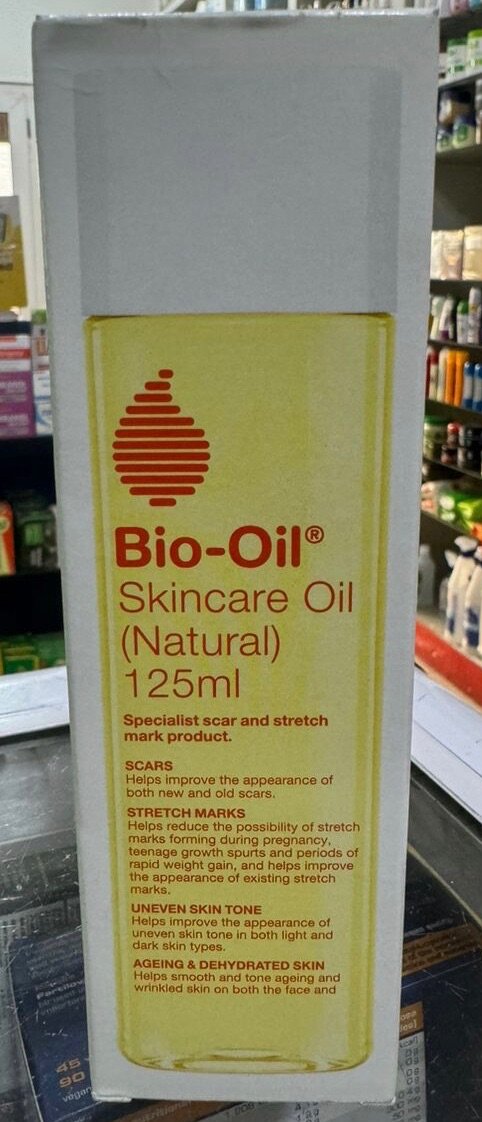 Bio-Oil®
Skincare Oil
(Natural)
125ml
Specialist scar and stretch
mark product.
SCARS
Helps improve the appearance of
both new and old scars.
STRETCH MARKS
Helps reduce the possibility of stretch
marks forming during pregnancy,
teenage growth spurts and periods of
rapid weight gain, and helps improve
the appearance of existing stretch
marks.
UNEVEN SKIN TONE
Helps improve the appearance of
uneven skin tone in both light and
dark skin types.
AGEING & DEHYDRATED SKIN
Helps smooth and tone ageing and
wrinkled skin on both the face and
45
90
vegan